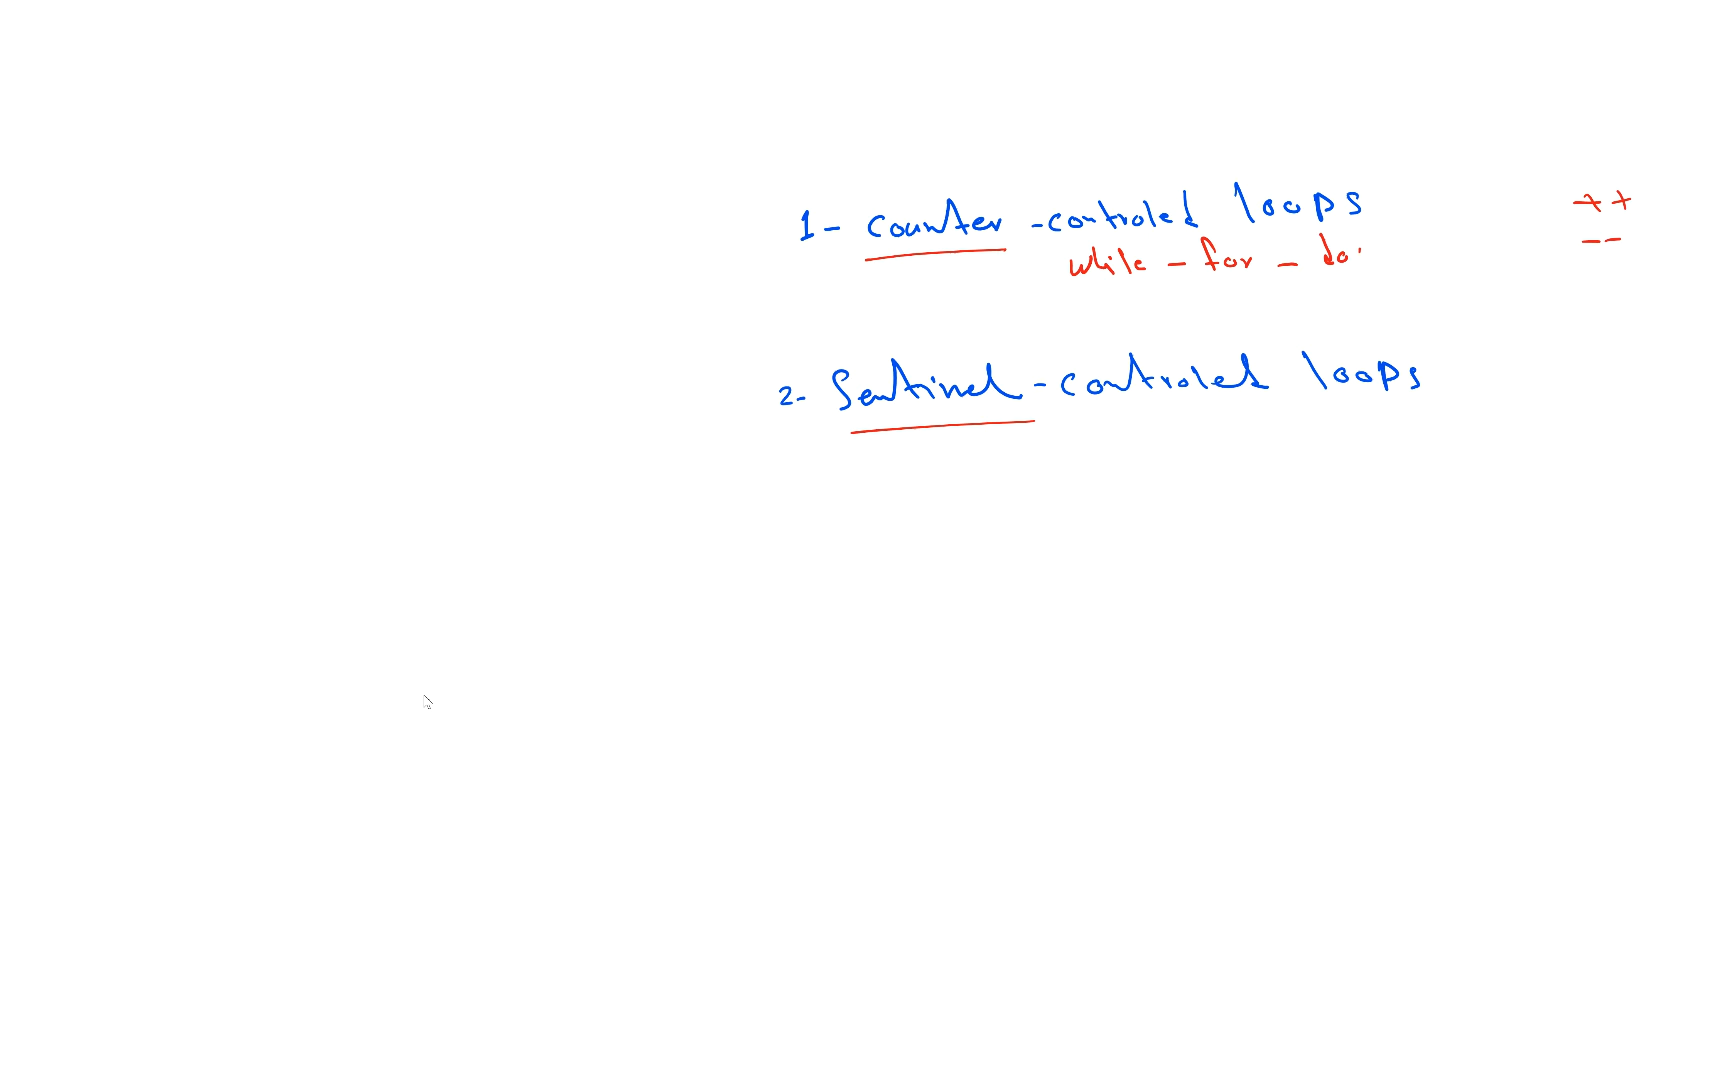 1- counter -controled loops ++
while - for - do. --
2- Sentinel - controled loops